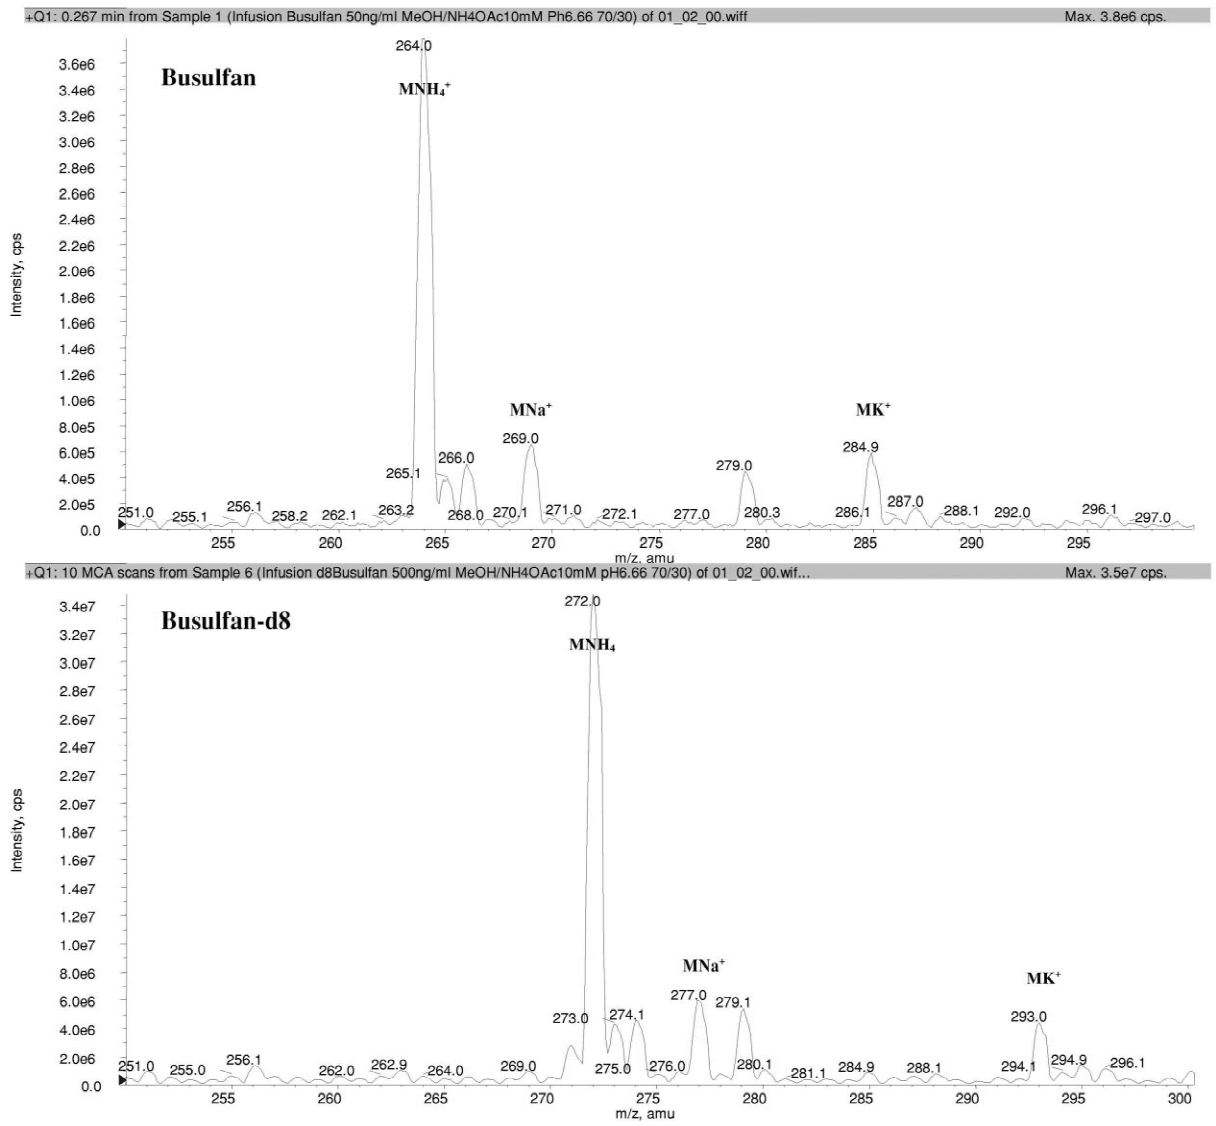 +Q1: 0.267 min from Sample 1 (Infusion Busulfan 50ng/ml MeOH/NH4OAc10mM Ph6.66 70/30) of 01_02_00.wiff Max. 3.8e6 cps.
Busulfan
264.0
MNH₄⁺
3.6e6
3.4e6
3.2e6
3.0e6
2.8e6
2.6e6
2.4e6
2.2e6
2.0e6
1.8e6
1.6e6
1.4e6
1.2e6
1.0e6
8.0e5
6.0e5
4.0e5
2.0e5
0.0
Intensity, cps
MNa⁺
MK⁺
251.0 255.1 256.1 258.2 262.1 263.2 265.1 266.0 268.0 269.0 270.1 271.0 272.1 277.0 279.0 280.3 284.9 286.1 287.0 288.1 292.0 296.1 297.0
255 260 265 270 275 280 285 290 295
m/z, amu
+Q1: 10 MCA scans from Sample 6 (Infusion d8Busulfan 500ng/ml MeOH/NH4OAc10mM pH6.66 70/30) of 01_02_00.wif... Max. 3.5e7 cps.
Busulfan-d8
272.0
MNH₄
3.4e7
3.2e7
3.0e7
2.8e7
2.6e7
2.4e7
2.2e7
2.0e7
1.8e7
1.6e7
1.4e7
1.2e7
1.0e7
8.0e6
6.0e6
4.0e6
2.0e6
0.0
Intensity, cps
MNa⁺
MK⁺
251.0 255.0 256.1 262.0 262.9 264.0 269.0 273.0 274.1 275.0 276.0 277.0 279.1 280.1 281.1 284.9 288.1 293.0 294.1 294.9 296.1
255 260 265 270 275 280 285 290 295 300
m/z, amu